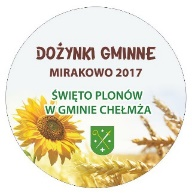 DOŻYNKI GMINNE
MIRAKOWO 2017
ŚWIĘTO PLONÓW
W GMINIE CHEŁMŻA